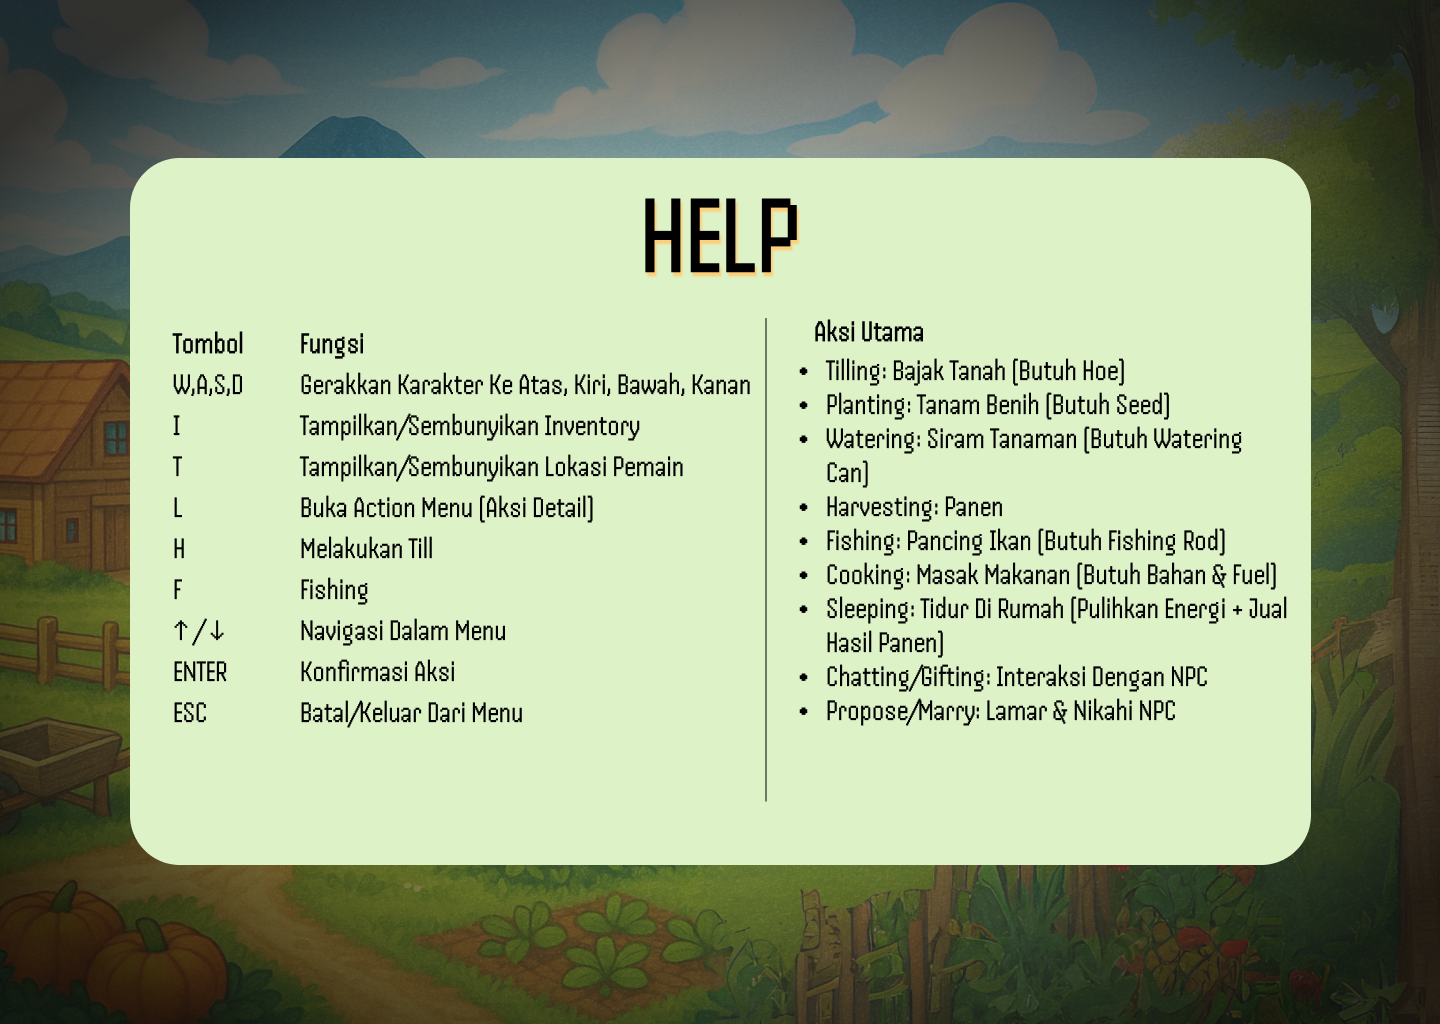 HELP
Tombol Fungsi
W,A,S,D Gerakkan Karakter Ke Atas, Kiri, Bawah, Kanan
I Tampilkan/Sembunyikan Inventory
T Tampilkan/Sembunyikan Lokasi Pemain
L Buka Action Menu (Aksi Detail)
H Melakukan Till
F Fishing
↑/↓ Navigasi Dalam Menu
ENTER Konfirmasi Aksi
ESC Batal/Keluar Dari Menu
Aksi Utama
• Tilling: Bajak Tanah (Butuh Hoe)
• Planting: Tanam Benih (Butuh Seed)
• Watering: Siram Tanaman (Butuh Watering
Can)
• Harvesting: Panen
• Fishing: Pancing Ikan (Butuh Fishing Rod)
• Cooking: Masak Makanan (Butuh Bahan & Fuel)
• Sleeping: Tidur Di Rumah (Pulihkan Energi + Jual
Hasil Panen)
• Chatting/Gifting: Interaksi Dengan NPC
• Propose/Marry: Lamar & Nikahi NPC